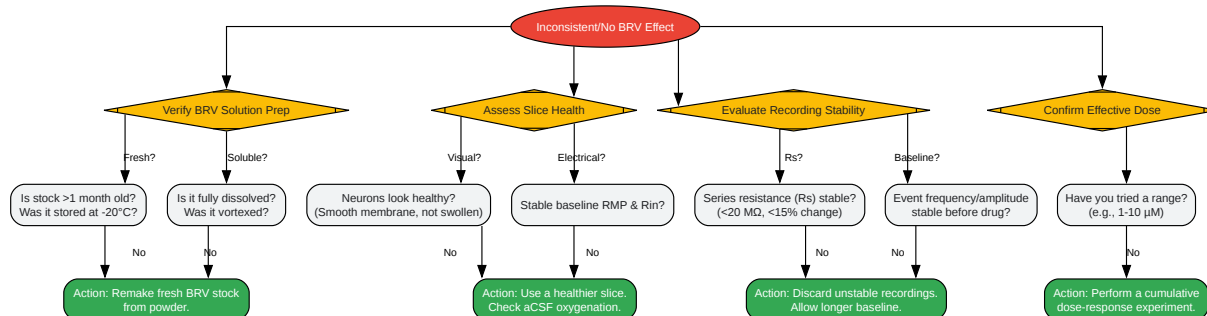 Inconsistent/No BRV Effect
Verify BRV Solution Prep
Assess Slice Health
Evaluate Recording Stability
Confirm Effective Dose
Fresh?
Soluble?
Visual?
Electrical?
Rs?
Baseline?
Is stock >1 month old?
Was it stored at -20°C?
Is it fully dissolved?
Was it vortexed?
Neurons look healthy?
(Smooth membrane, not swollen)
Stable baseline RMP & Rin?
Series resistance (Rs) stable?
(<20 MΩ, <15% change)
Event frequency/amplitude
stable before drug?
Have you tried a range?
(e.g., 1-10 µM)
No
No
No
No
No
No
No
Action: Remake fresh BRV stock
from powder.
Action: Use a healthier slice.
Check aCSF oxygenation.
Action: Discard unstable recordings.
Allow longer baseline.
Action: Perform a cumulative
dose-response experiment.